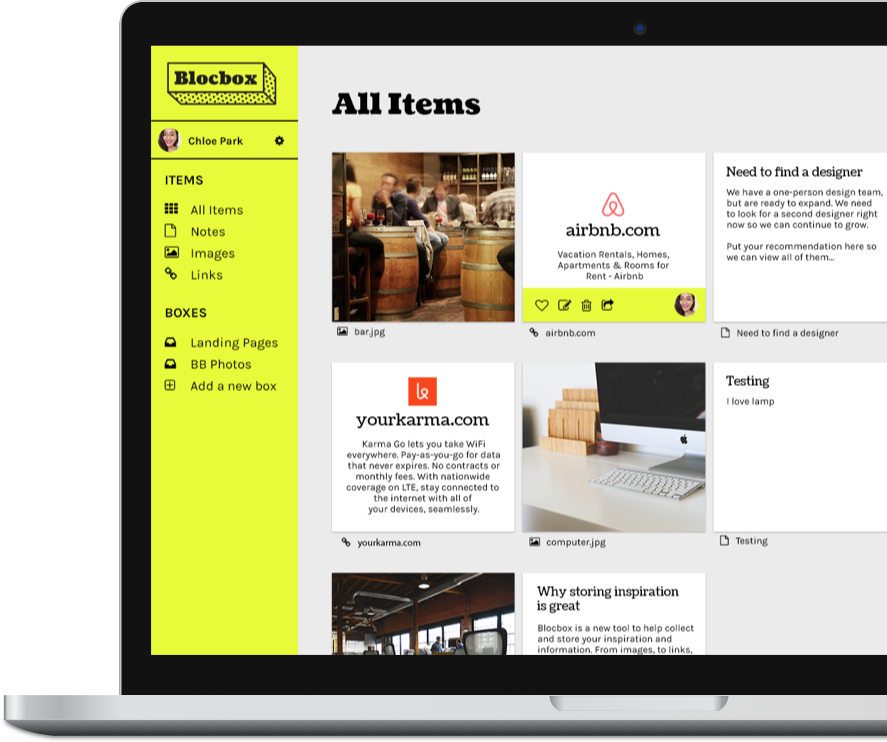 Blocbox
Chloe Park
ITEMS
All Items
Notes
Images
Links
BOXES
Landing Pages
BB Photos
Add a new box
All Items
bar.jpg
airbnb.com
Vacation Rentals, Homes,
Apartments & Rooms for
Rent - Airbnb
airbnb.com
Need to find a designer
We have a one-person design team,
but are ready to expand. We need
to look for a second designer right
now so we can continue to grow.
Put your recommendation here so
we can view all of them...
Need to find a designer
yourkarma.com
Karma Go lets you take WiFi
everywhere. Pay-as-you-go for data
that never expires. No contracts or
monthly fees. With nationwide
coverage on LTE, stay connected to
the internet with all of
your devices, seamlessly.
yourkarma.com
computer.jpg
Testing
I love lamp
Testing
Why storing inspiration
is great
Blocbox is a new tool to help collect
and store your inspiration and
information. From images, to links,